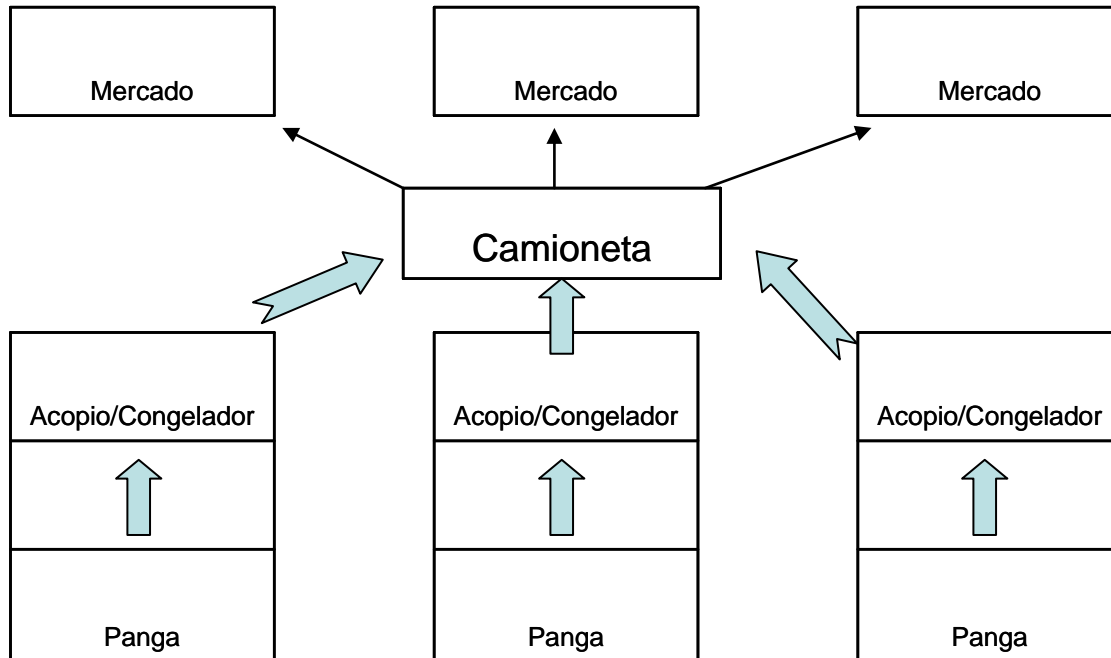 Mercado
Mercado
Mercado
Camioneta
Acopio/Congelador
Acopio/Congelador
Acopio/Congelador
Panga
Panga
Panga